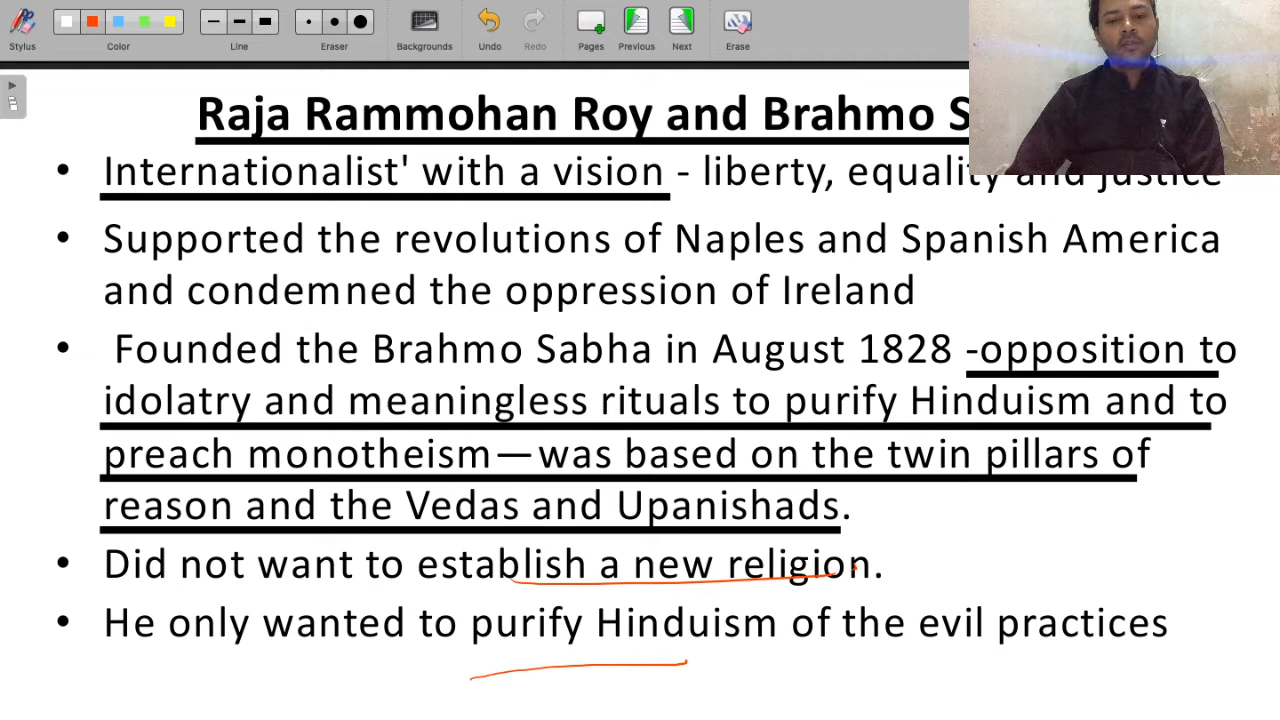 Stylus
Color
Line
Eraser
Backgrounds
Undo
Redo
Pages
Previous
Next
Erase
Raja Rammohan Roy and Brahmo
• Internationalist' with a vision - liberty, equality and justice
• Supported the revolutions of Naples and Spanish America
and condemned the oppression of Ireland
• Founded the Brahmo Sabha in August 1828 -opposition to
idolatry and meaningless rituals to purify Hinduism and to
preach monotheism—was based on the twin pillars of
reason and the Vedas and Upanishads.
• Did not want to establish a new religion.
• He only wanted to purify Hinduism of the evil practices